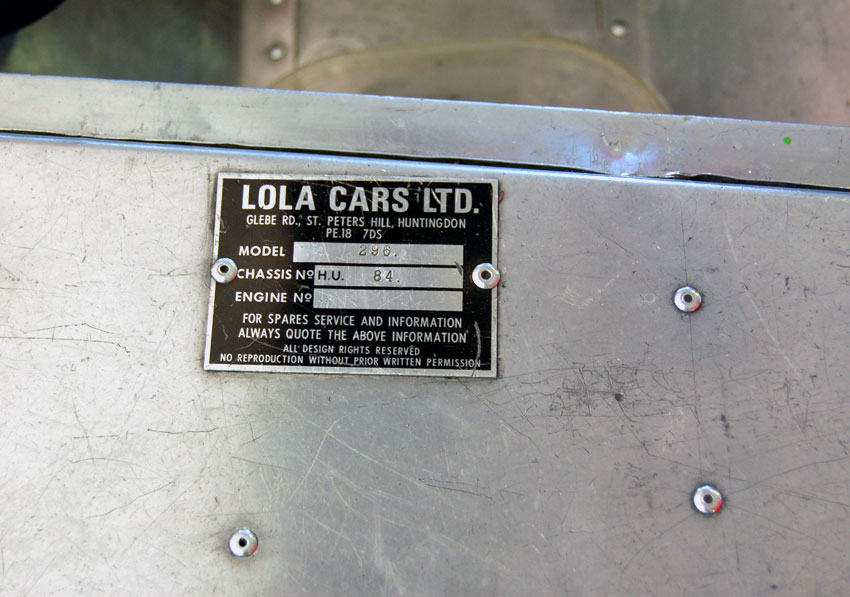 LOLA CARS LTD.
GLEBE RD., ST. PETERS HILL, HUNTINGDON
PE.18 7DS
MODEL 296.
CHASSIS Nº H.U. 84.
ENGINE Nº
FOR SPARES SERVICE AND INFORMATION
ALWAYS QUOTE THE ABOVE INFORMATION
ALL DESIGN RIGHTS RESERVED
NO REPRODUCTION WITHOUT PRIOR WRITTEN PERMISSION